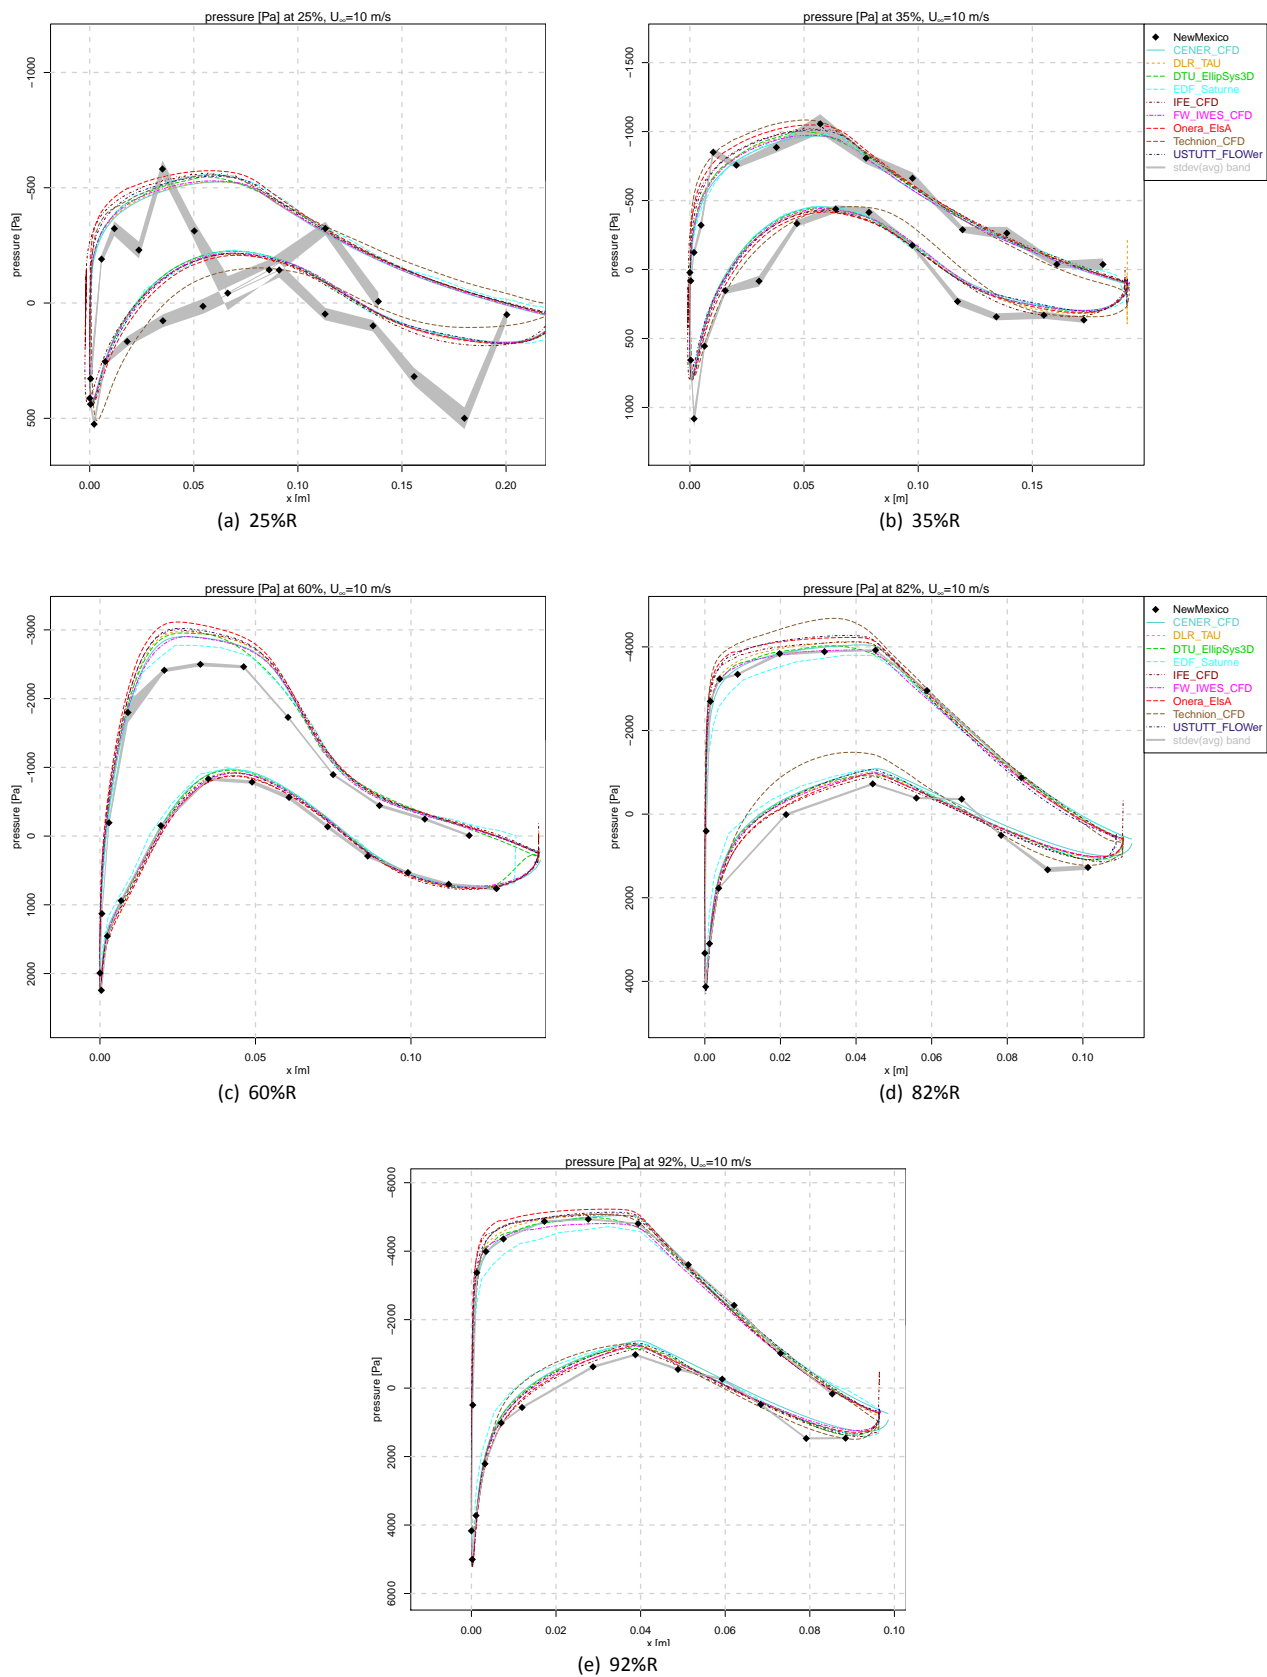 pressure [Pa] at 25%, U∞=10 m/s
pressure [Pa]
-1000
-500
0
500
0.00 0.05 0.10 0.15 0.20
x [m]
(a) 25%R
pressure [Pa] at 35%, U∞=10 m/s
pressure [Pa]
-1500
-1000
-500
0
500
1000
0.00 0.05 0.10 0.15
x [m]
(b) 35%R
NewMexico
CENER_CFD
DLR_TAU
DTU_EllipSys3D
EDF_Saturne
IFE_CFD
FW_IWES_CFD
Onera_ElsA
Technion_CFD
USTUTT_FLOWer
stdev(avg) band
pressure [Pa] at 60%, U∞=10 m/s
pressure [Pa]
-3000
-2000
-1000
0
1000
2000
0.00 0.05 0.10
x [m]
(c) 60%R
pressure [Pa] at 82%, U∞=10 m/s
pressure [Pa]
-4000
-2000
0
2000
4000
0.00 0.02 0.04 0.06 0.08 0.10
x [m]
(d) 82%R
NewMexico
CENER_CFD
DLR_TAU
DTU_EllipSys3D
EDF_Saturne
IFE_CFD
FW_IWES_CFD
Onera_ElsA
Technion_CFD
USTUTT_FLOWer
stdev(avg) band
pressure [Pa] at 92%, U∞=10 m/s
pressure [Pa]
-6000
-4000
-2000
0
2000
4000
6000
0.00 0.02 0.04 0.06 0.08 0.10
x [m]
(e) 92%R